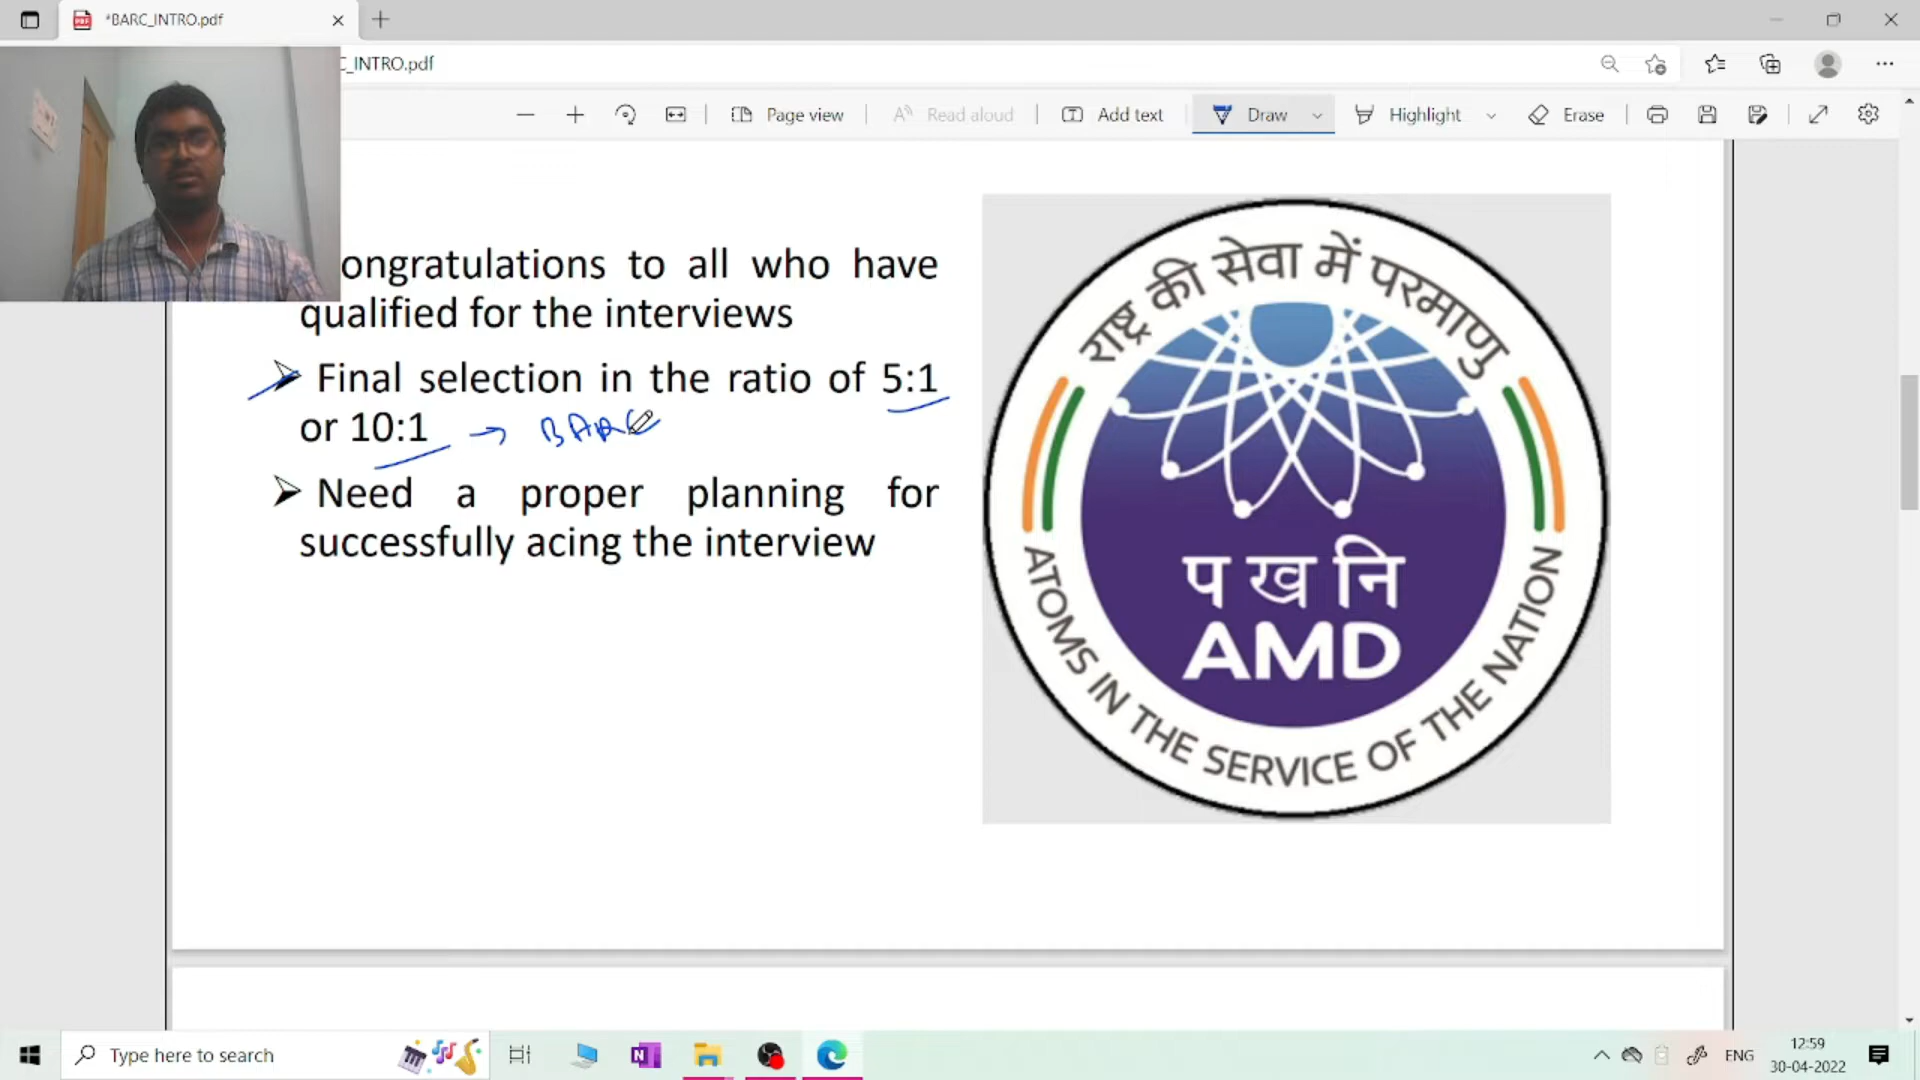 *BARC_INTRO.pdf
C_INTRO.pdf
Page view
Read aloud
Add text
Draw
Highlight
Erase
ongratulations to all who have
qualified for the interviews
➢ Final selection in the ratio of 5:1
or 10:1 → BARC
➢ Need a proper planning for
successfully acing the interview
राष्ट्र की सेवा में परमाणु
प ख नि
AMD
ATOMS IN THE SERVICE OF THE NATION
Type here to search
ENG
12:59
30-04-2022